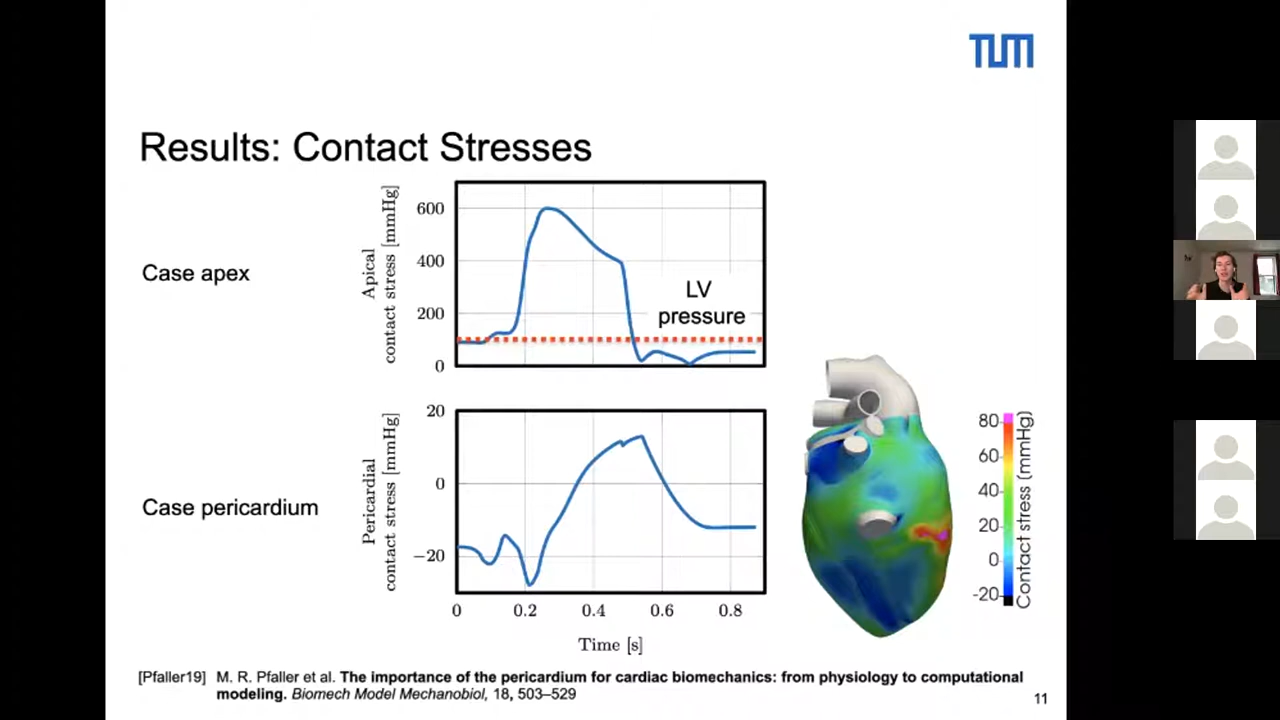 TUM
Results: Contact Stresses
Case apex
Apical
contact stress [mmHg]
600
400
200
0
LV
pressure
Case pericardium
Pericardial
contact stress [mmHg]
20
0
−20
0 0.2 0.4 0.6 0.8
Time [s]
80
60
40
20
0
-20
Contact stress (mmHg)
[Pfaller19] M. R. Pfaller et al. The importance of the pericardium for cardiac biomechanics: from physiology to computational
modeling. Biomech Model Mechanobiol, 18, 503–529
11